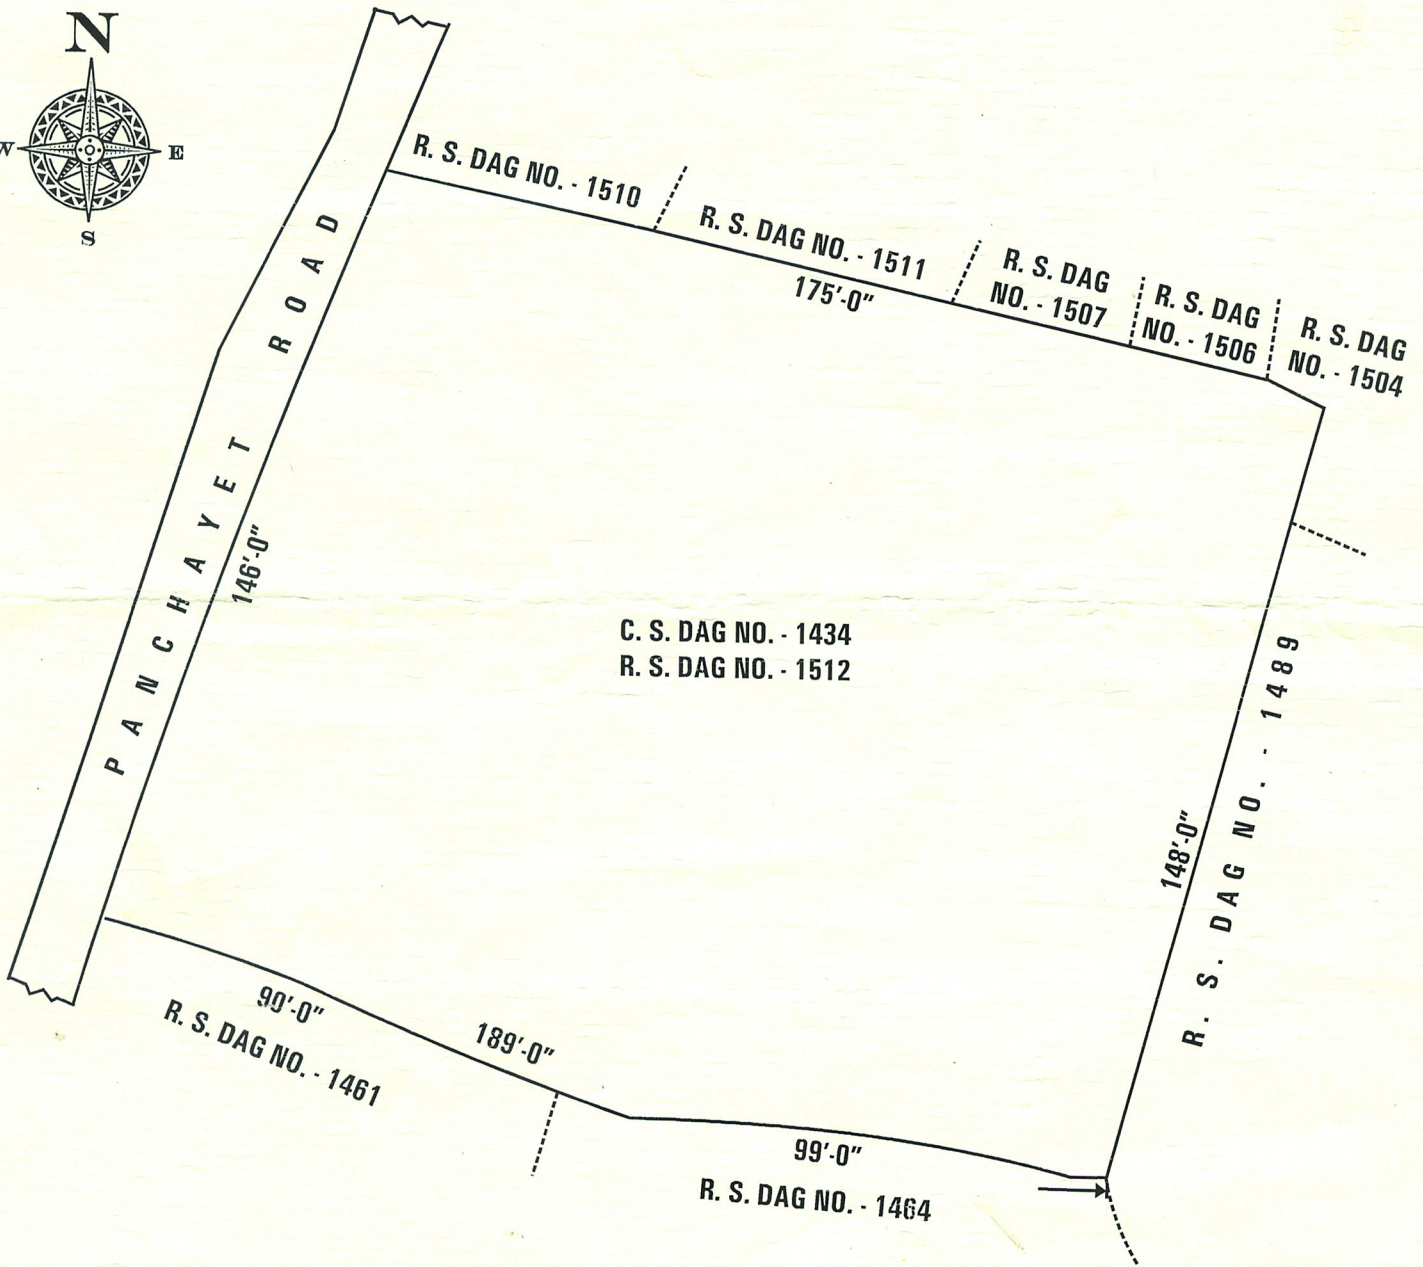 N
W
E
S
R. S. DAG NO. - 1510
R. S. DAG NO. - 1511
R. S. DAG
NO. - 1507
R. S. DAG
NO. - 1506
R. S. DAG
NO. - 1504
175'-0"
PANCHAYET ROAD
146'-0"
C. S. DAG NO. - 1434
R. S. DAG NO. - 1512
R. S. DAG NO. - 1489
148'-0"
90'-0"
189'-0"
R. S. DAG NO. - 1461
99'-0"
R. S. DAG NO. - 1464